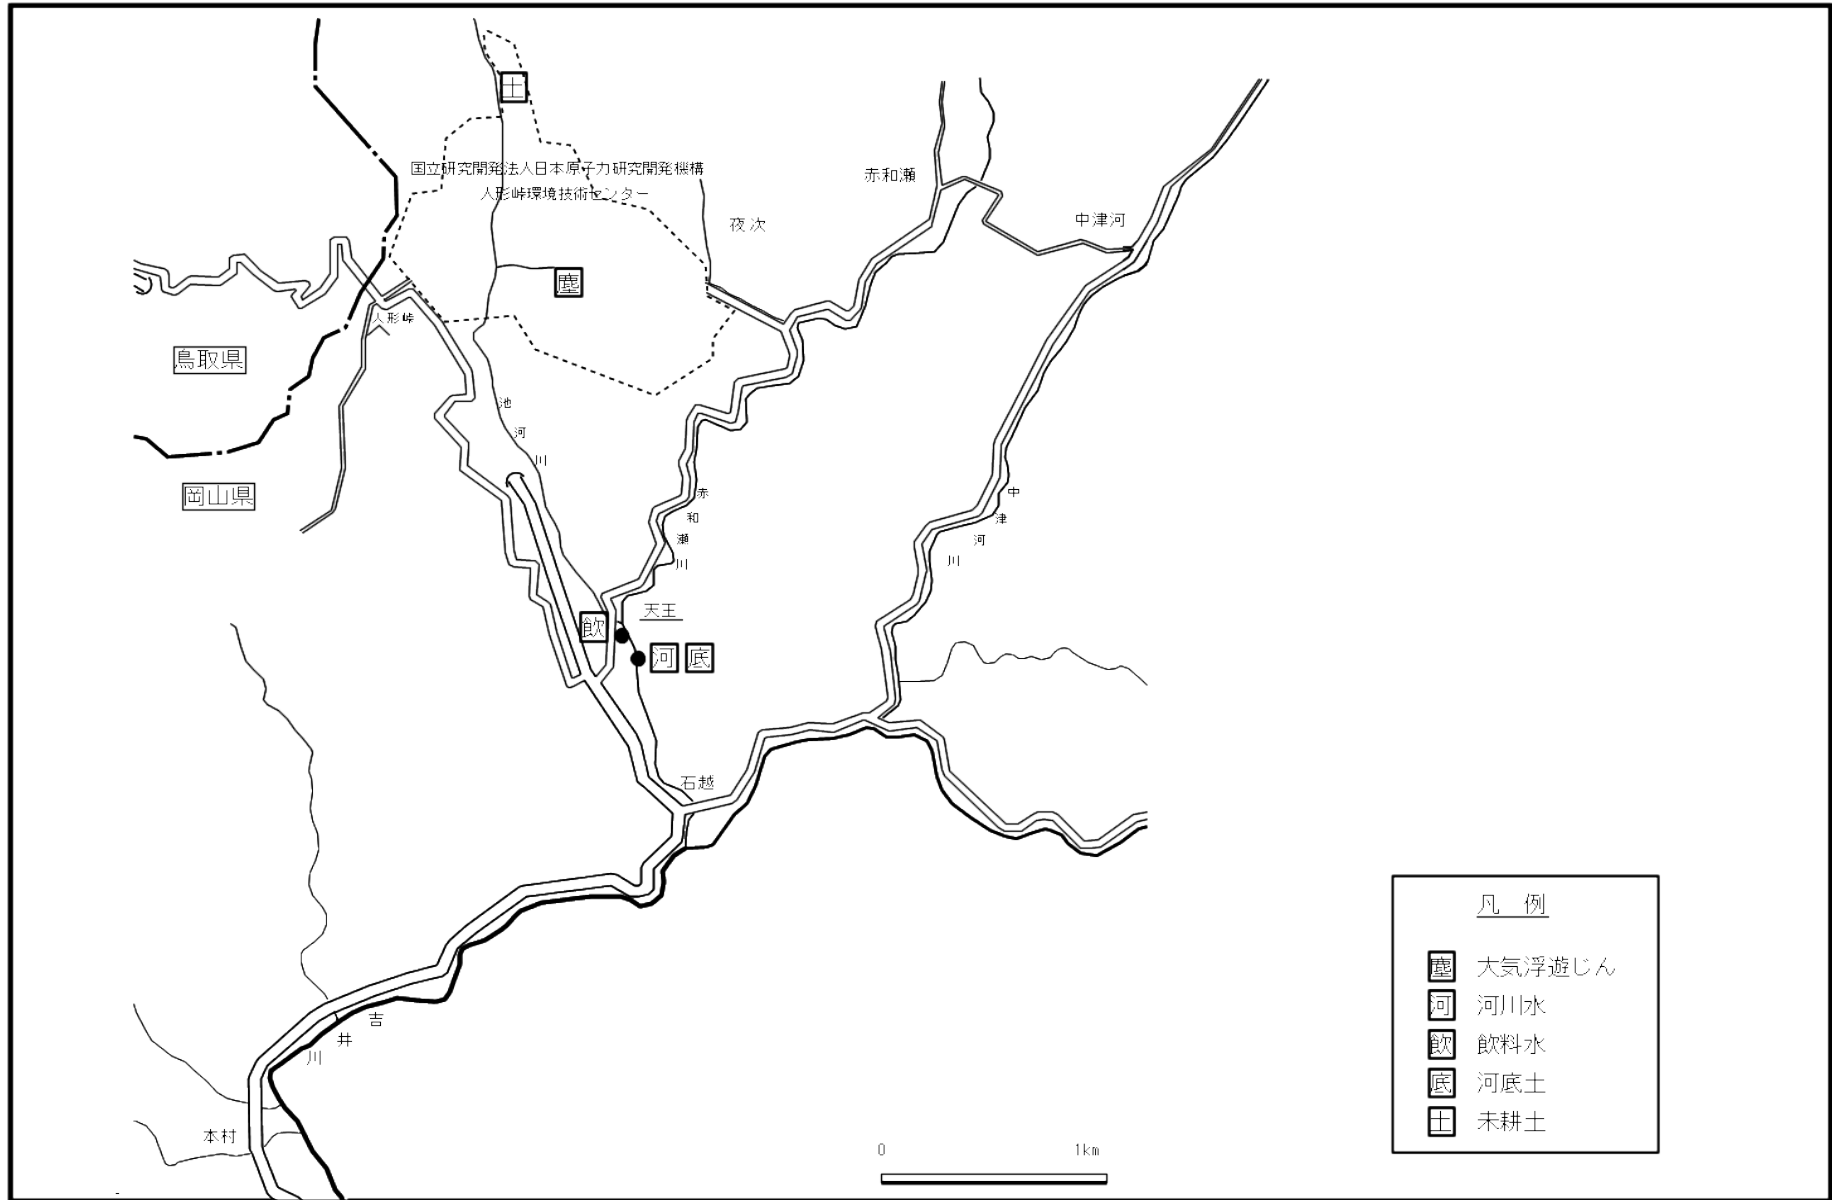 土
国立研究開発法人日本原子力研究開発機構
人形峠環境技術センター
赤和瀬
中津河
夜次
塵
人形峠
鳥取県
池河川
岡山県
赤和瀬川
中津河川
飲
天王
河 底
石越
吉井川
本村
0 1km
凡 例
塵 大気浮遊じん
河 河川水
飲 飲料水
底 河底土
土 未耕土